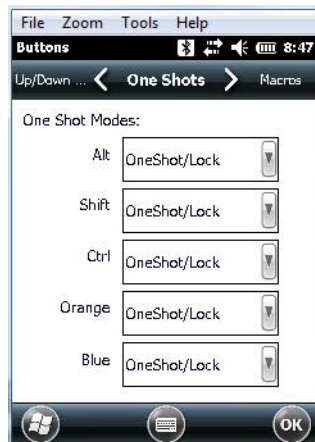 File Zoom Tools Help
Buttons 8:47
Up/Down ... One Shots Macros
One Shot Modes:
Alt OneShot/Lock
Shift OneShot/Lock
Ctrl OneShot/Lock
Orange OneShot/Lock
Blue OneShot/Lock
OK